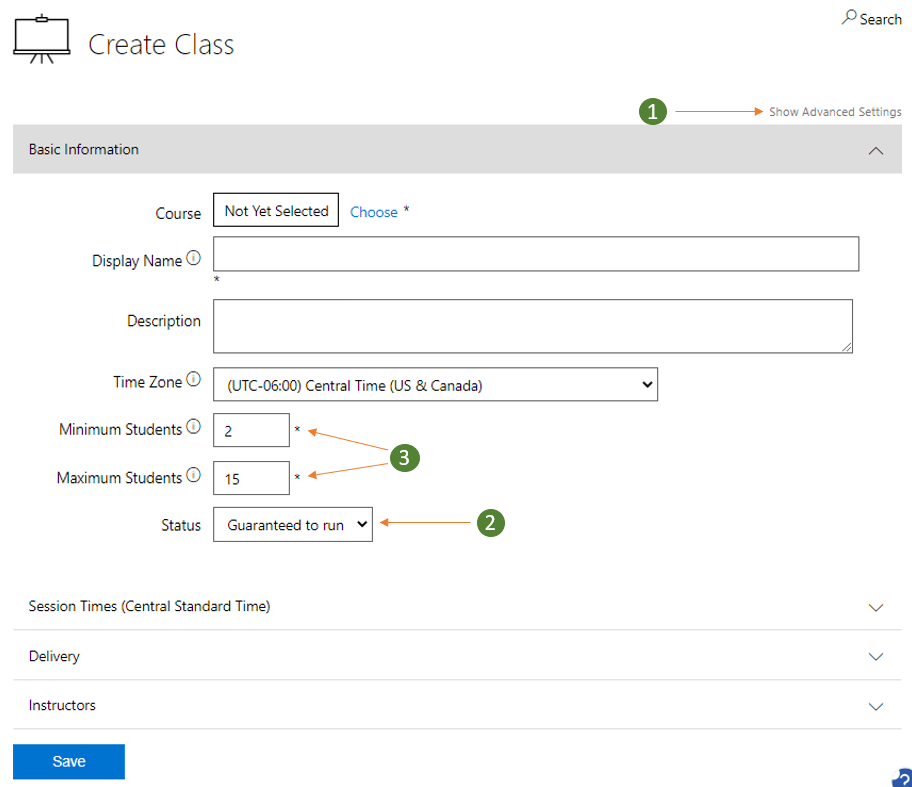 Search
Create Class
1 Show Advanced Settings
Basic Information
Course Not Yet Selected Choose *
Display Name
*
Description
Time Zone (UTC-06:00) Central Time (US & Canada)
Minimum Students 2 *
3
Maximum Students 15 *
Status Guaranteed to run 2
Session Times (Central Standard Time)
Delivery
Instructors
Save
?